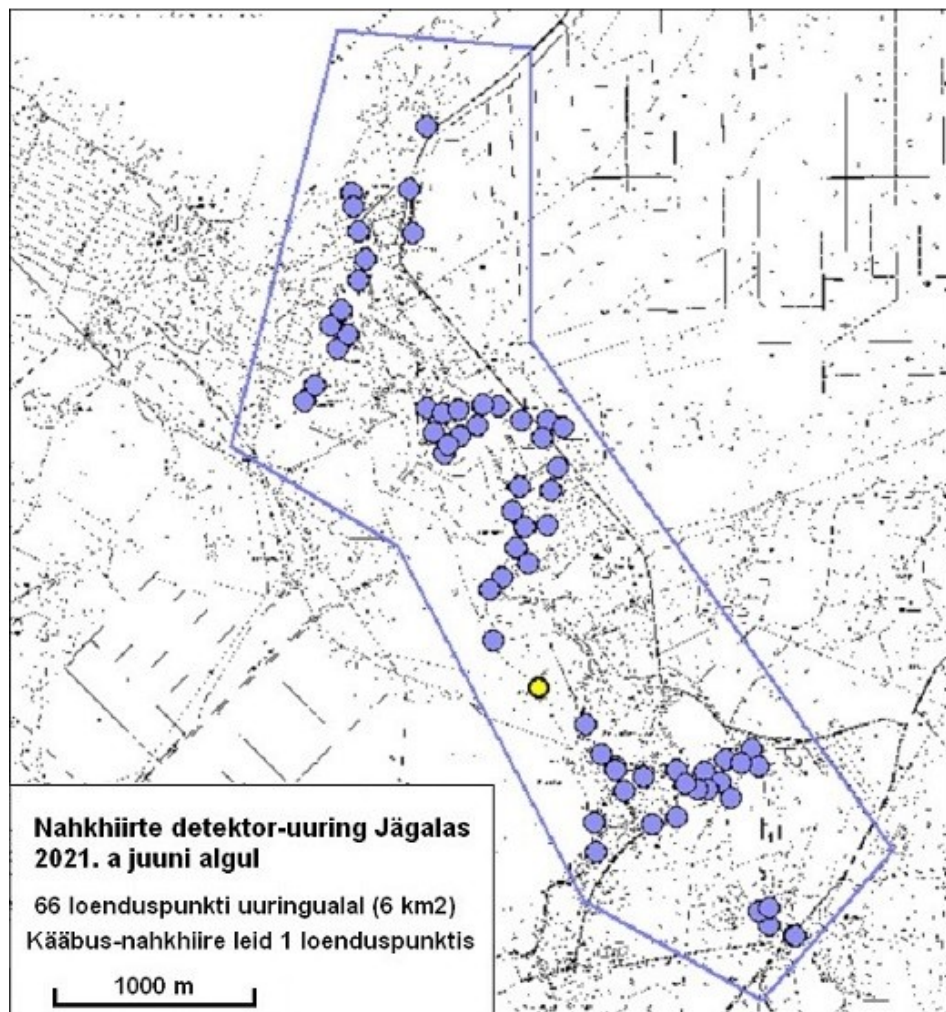 Nahkhiirte detektor-uuring Jägalas
2021. a juuni algul
66 loenduspunkti uuringualal (6 km2)
Kääbus-nahkhiire leid 1 loenduspunktis
1000 m